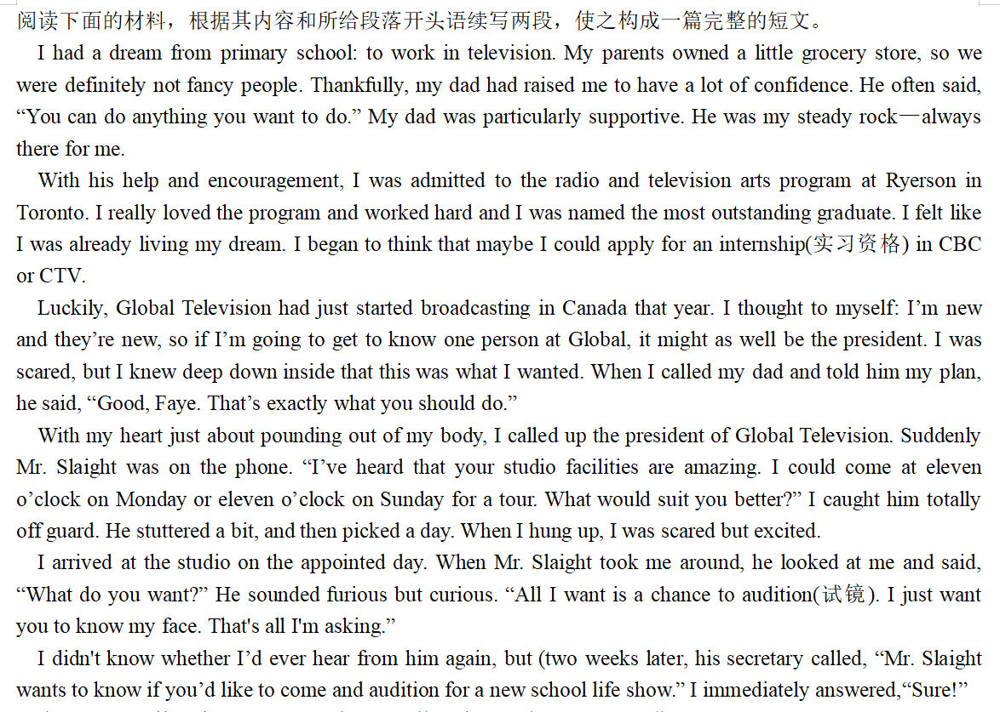 阅读下面的材料，根据其内容和所给段落开头语续写两段，使之构成一篇完整的短文。
I had a dream from primary school: to work in television. My parents owned a little grocery store, so we
were definitely not fancy people. Thankfully, my dad had raised me to have a lot of confidence. He often said,
“You can do anything you want to do.” My dad was particularly supportive. He was my steady rock—always
there for me.
With his help and encouragement, I was admitted to the radio and television arts program at Ryerson in
Toronto. I really loved the program and worked hard and I was named the most outstanding graduate. I felt like
I was already living my dream. I began to think that maybe I could apply for an internship(实习资格) in CBC
or CTV.
Luckily, Global Television had just started broadcasting in Canada that year. I thought to myself: I’m new
and they’re new, so if I’m going to get to know one person at Global, it might as well be the president. I was
scared, but I knew deep down inside that this was what I wanted. When I called my dad and told him my plan,
he said, “Good, Faye. That’s exactly what you should do.”
With my heart just about pounding out of my body, I called up the president of Global Television. Suddenly
Mr. Slaight was on the phone. “I’ve heard that your studio facilities are amazing. I could come at eleven
o’clock on Monday or eleven o’clock on Sunday for a tour. What would suit you better?” I caught him totally
off guard. He stuttered a bit, and then picked a day. When I hung up, I was scared but excited.
I arrived at the studio on the appointed day. When Mr. Slaight took me around, he looked at me and said,
“What do you want?” He sounded furious but curious. “All I want is a chance to audition(试镜). I just want
you to know my face. That's all I'm asking.”
I didn't know whether I’d ever hear from him again, but (two weeks later, his secretary called, “Mr. Slaight
wants to know if you’d like to come and audition for a new school life show.” I immediately answered,“Sure!”